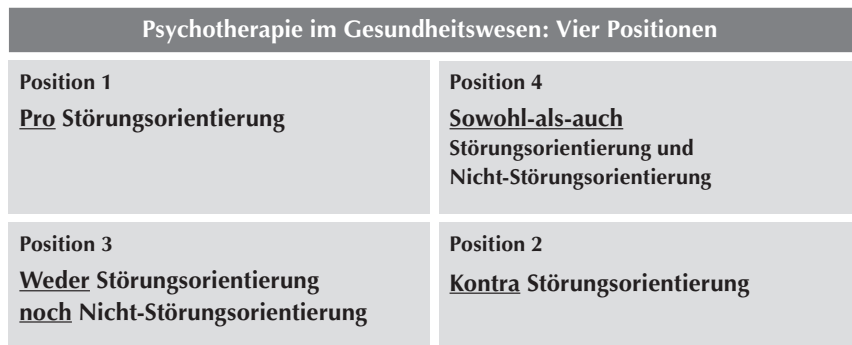 Psychotherapie im Gesundheitswesen: Vier Positionen
Position 1
Pro Störungsorientierung
Position 4
Sowohl-als-auch
Störungsorientierung und
Nicht-Störungsorientierung
Position 3
Weder Störungsorientierung
noch Nicht-Störungsorientierung
Position 2
Kontra Störungsorientierung